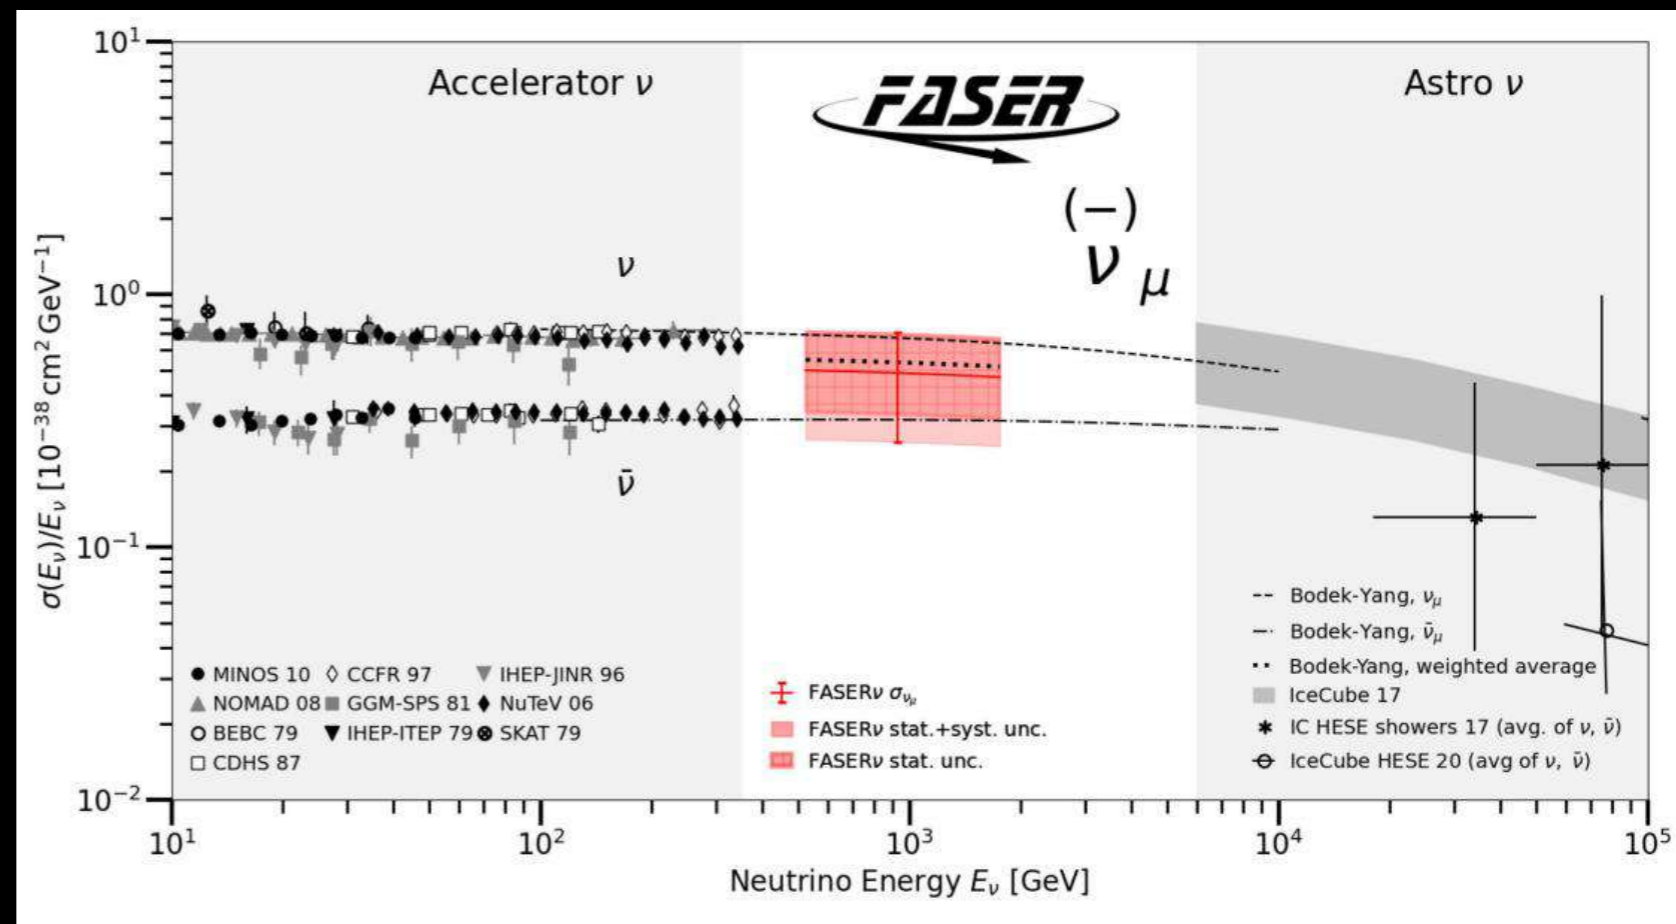 Accelerator ν
FASER
Astro ν
(—)
ν μ
ν
ν̄
σ(Eν)/Eν [10⁻³⁸ cm² GeV⁻¹]
10¹
10⁰
10⁻¹
10⁻²
MINOS 10
CCFR 97
IHEP-JINR 96
NOMAD 08
GGM-SPS 81
NuTeV 06
BEBC 79
IHEP-ITEP 79
SKAT 79
CDHS 87
FASERν σνμ
FASERν stat.+syst. unc.
FASERν stat. unc.
Bodek-Yang, νμ
Bodek-Yang, ν̄μ
Bodek-Yang, weighted average
IceCube 17
IC HESE showers 17 (avg. of ν, ν̄)
IceCube HESE 20 (avg of ν, ν̄)
10¹ 10² 10³ 10⁴ 10⁵
Neutrino Energy Eν [GeV]